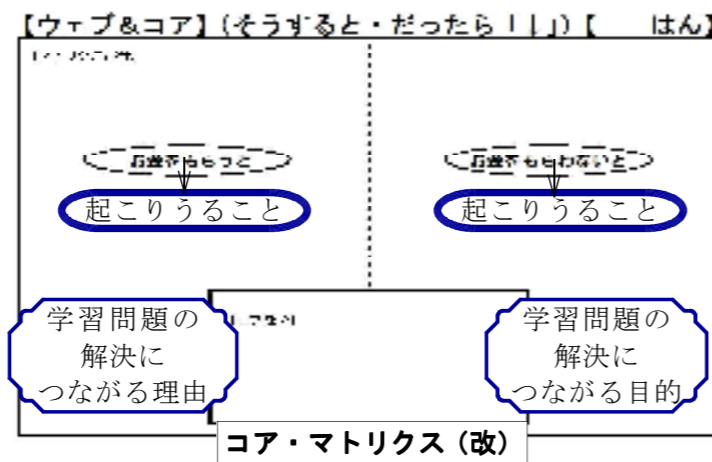 【ウェブ&コア】(そうすると・だったら「↓」)【　　はん】
お金をもらうと
お金をもらわないと
起こりうること
起こりうること
学習問題の
解決に
つながる理由
学習問題の
解決に
つながる目的
コア・マトリクス(改)